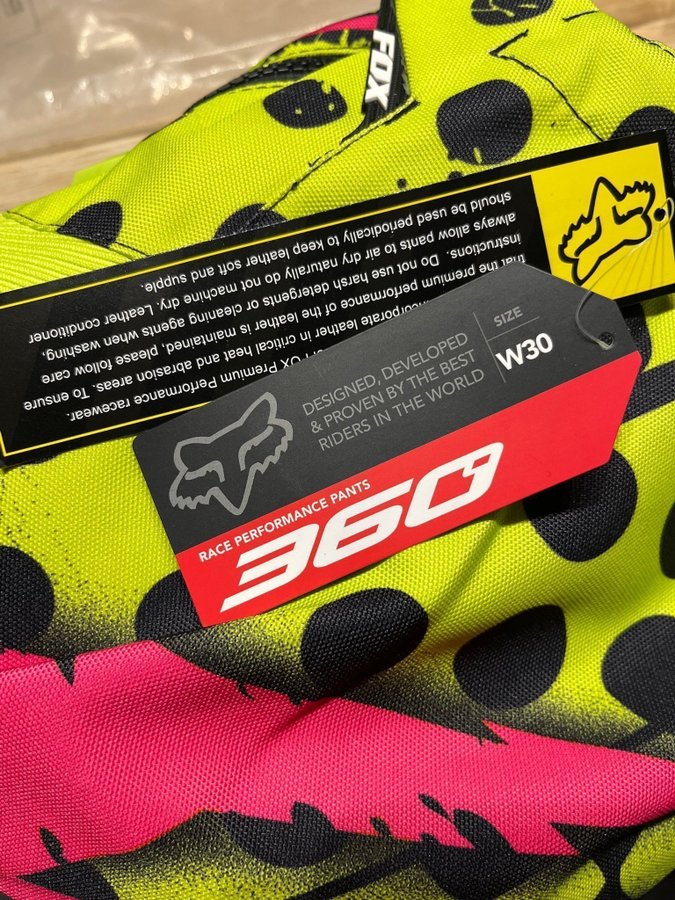 FOX
FOX Premium Performance racewear.
incorporate leather in critical heat and abrasion areas. To ensure
that the premium performance of the leather is maintained, please follow care
instructions. Do not use harsh detergents or cleaning agents when washing,
always allow pants to air dry naturally do not machine dry. Leather conditioner
should be used periodically to keep leather soft and supple.
DESIGNED, DEVELOPED
& PROVEN BY THE BEST
RIDERS IN THE WORLD
SIZE
W30
RACE PERFORMANCE PANTS
360